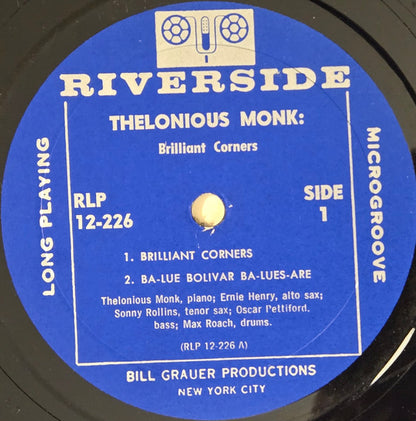 RIVERSIDE
THELONIOUS MONK:
Brilliant Corners
LONG PLAYING
MICROGROOVE
RLP
12-226
SIDE
1
1. BRILLIANT CORNERS
2. BA-LUE BOLIVAR BA-LUES-ARE
Thelonious Monk, piano; Ernie Henry, alto sax;
Sonny Rollins, tenor sax; Oscar Pettiford,
bass; Max Roach, drums.
(RLP 12-226 A)
BILL GRAUER PRODUCTIONS
NEW YORK CITY